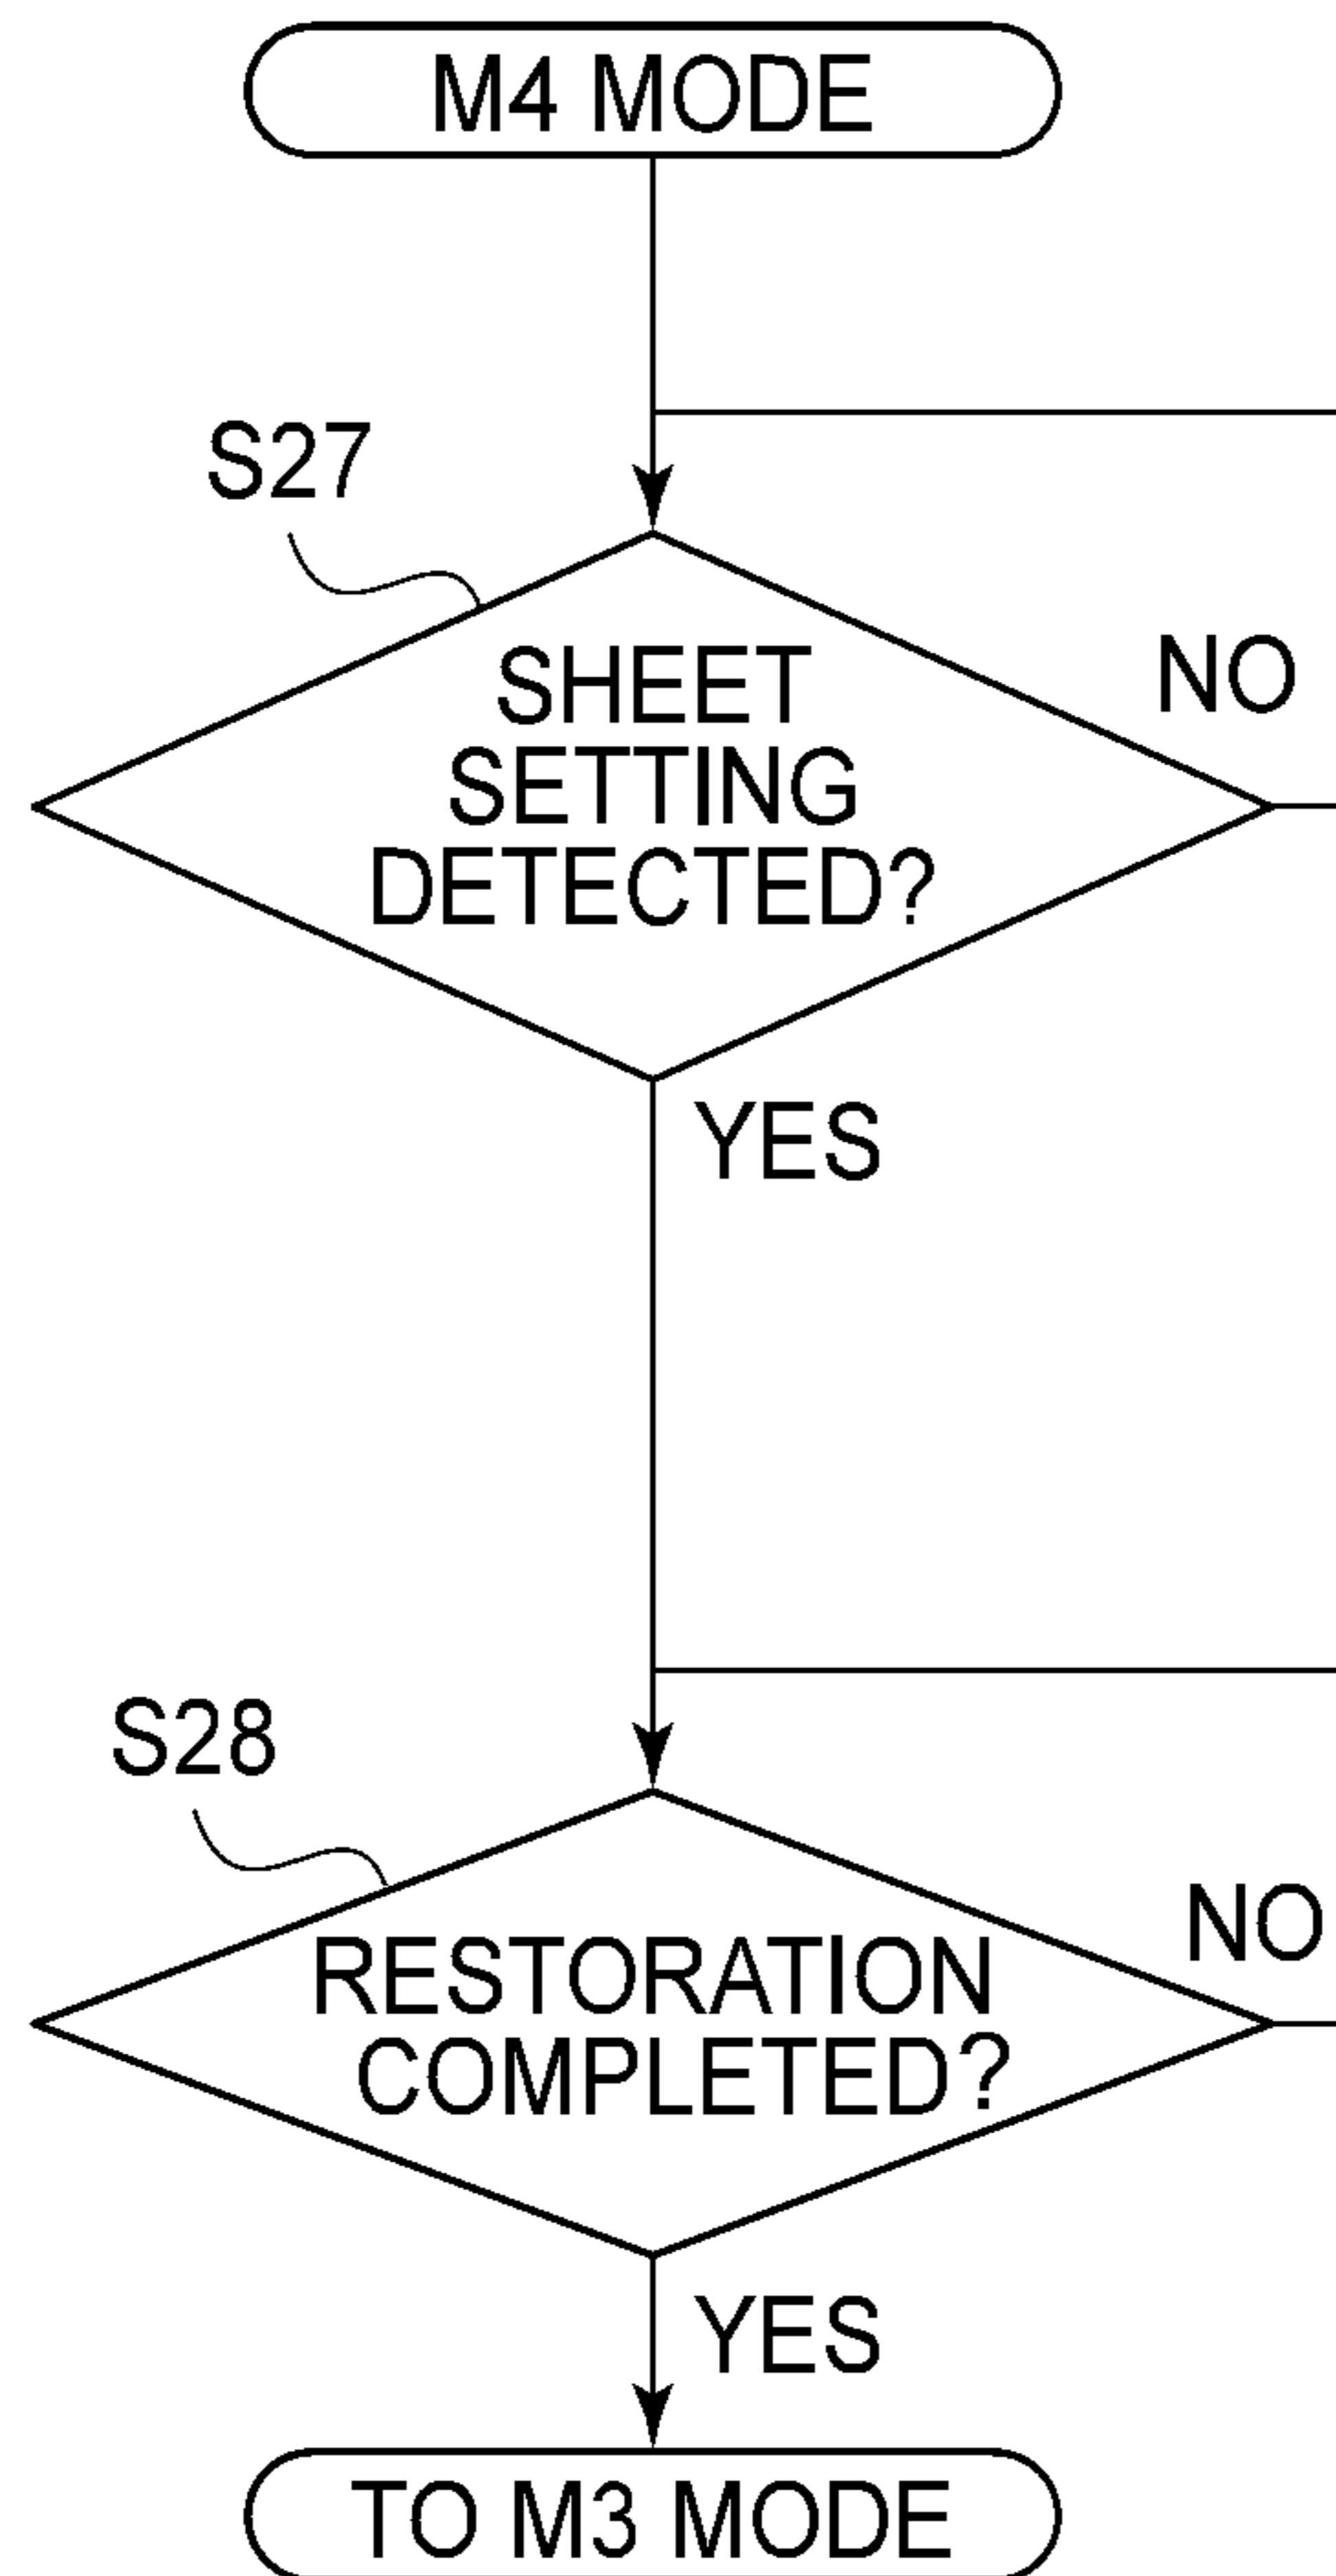 M4 MODE
S27
SHEET
SETTING
DETECTED?
NO
YES
S28
RESTORATION
COMPLETED?
NO
YES
TO M3 MODE